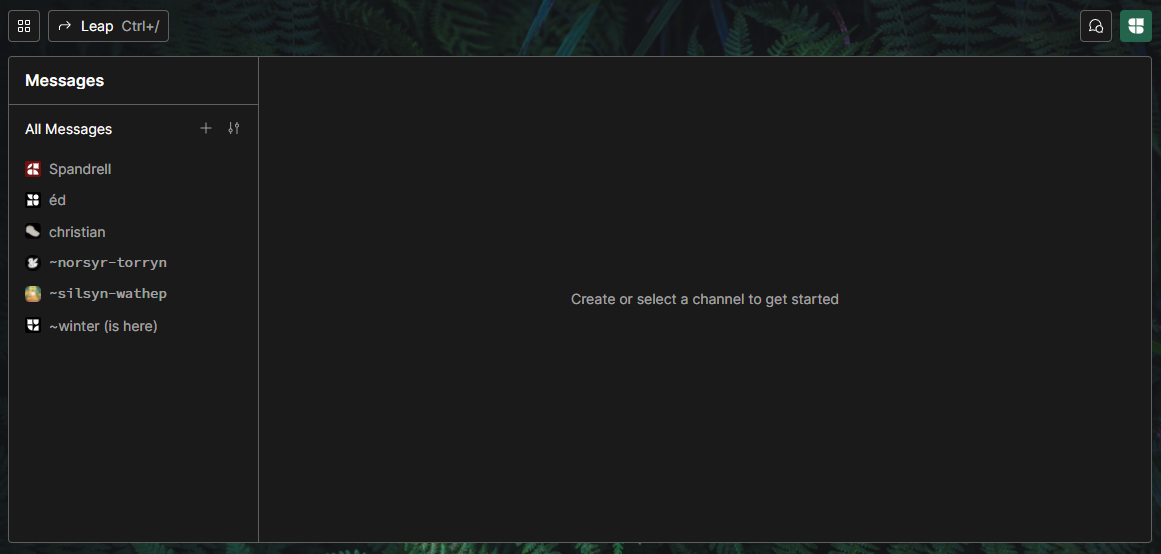 Leap Ctrl+/
Messages
All Messages
Spandrell
éd
christian
~norsyr-torryn
~silsyn-wathep
~winter (is here)
Create or select a channel to get started